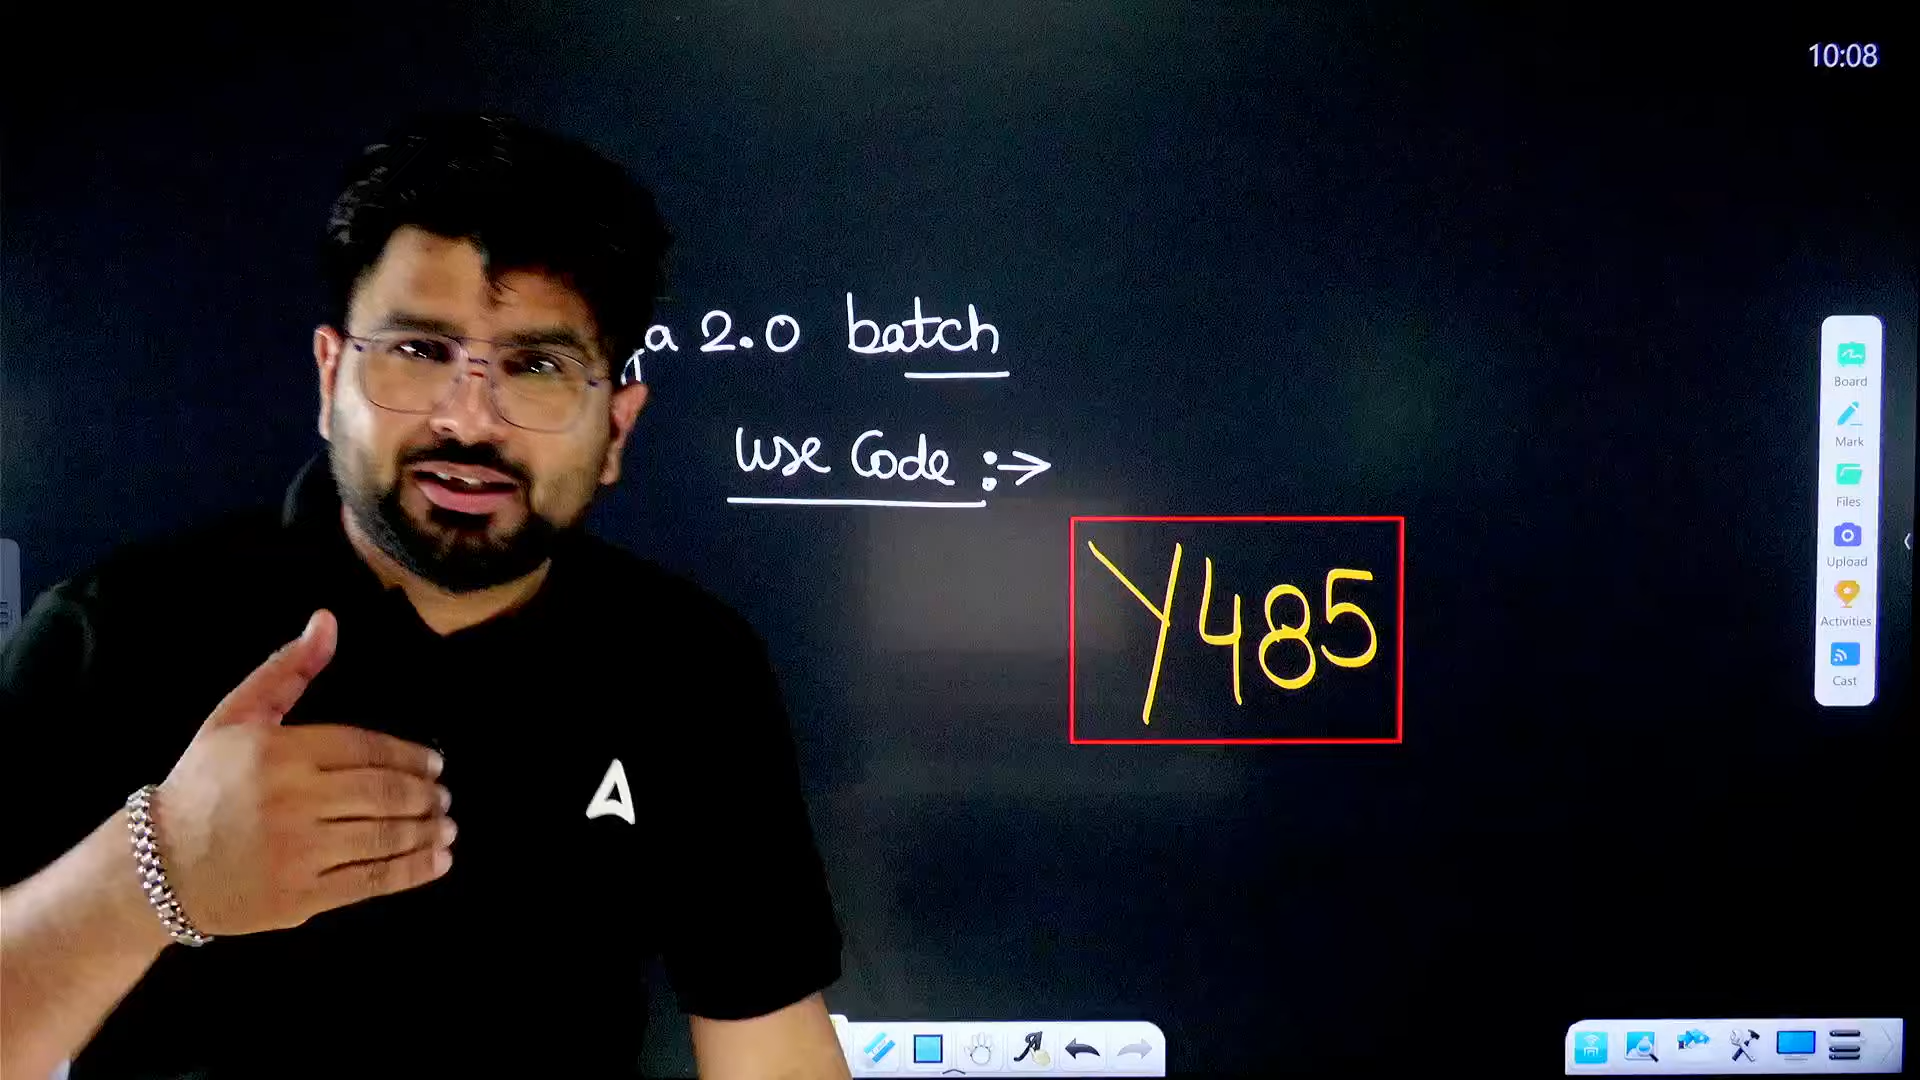 10:08
a 2.0 batch
Use Code :→
Y485
Board
Mark
Files
Upload
Activities
Cast